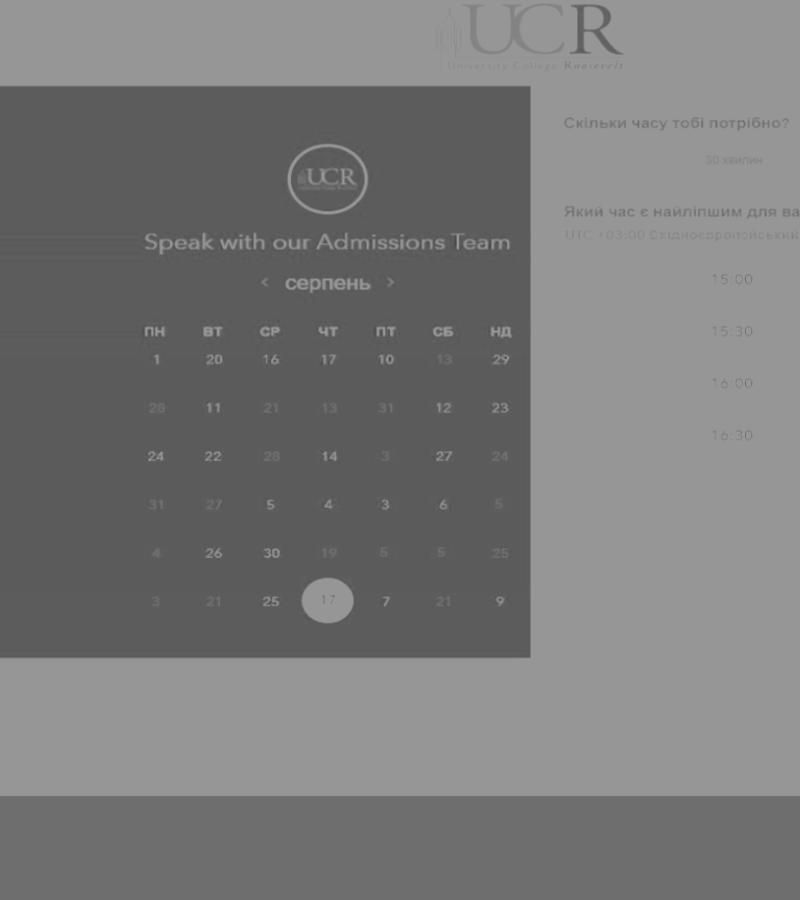 UCR
University College Roosevelt
UCR
Speak with our Admissions Team
< серпень >
ПН ВТ СР ЧТ ПТ СБ НД
1 20 16 17 10 13 29
28 11 21 13 31 12 23
24 22 28 14 3 27 24
31 27 5 4 3 6 5
4 26 30 19 5 5 25
3 21 25 17 7 21 9
Скільки часу тобі потрібно?
30 хвилин
Який час є найліпшим для ва
UTC +03:00 Східноєвропейський
15:00
15:30
16:00
16:30